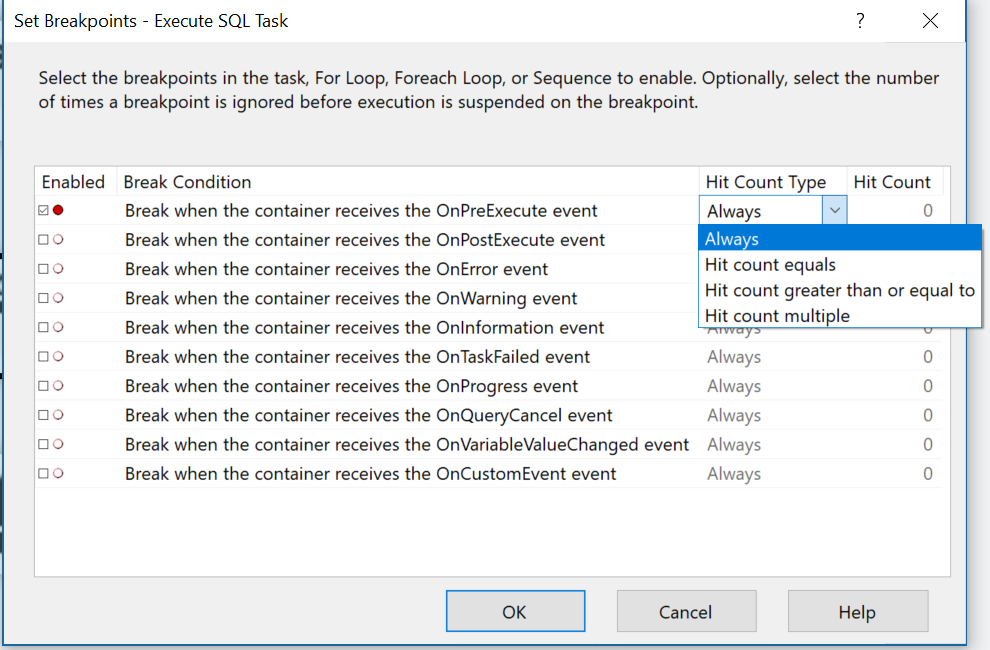 Set Breakpoints - Execute SQL Task ?
Select the breakpoints in the task, For Loop, Foreach Loop, or Sequence to enable. Optionally, select the number
of times a breakpoint is ignored before execution is suspended on the breakpoint.
Enabled Break Condition Hit Count Type Hit Count
Break when the container receives the OnPreExecute event Always 0
Break when the container receives the OnPostExecute event Always
Break when the container receives the OnError event Hit count equals
Break when the container receives the OnWarning event Hit count greater than or equal to
Hit count multiple
Break when the container receives the OnInformation event Always 0
Break when the container receives the OnTaskFailed event Always 0
Break when the container receives the OnProgress event Always 0
Break when the container receives the OnQueryCancel event Always 0
Break when the container receives the OnVariableValueChanged event Always 0
Break when the container receives the OnCustomEvent event Always 0
OK Cancel Help